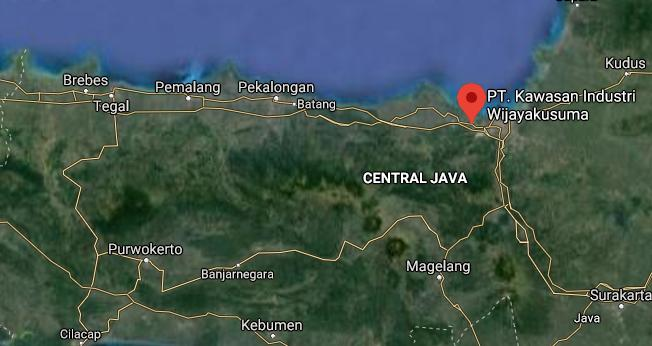 Kudus
Brebes
Pemalang
Pekalongan
PT. Kawasan Industri
Wijayakusuma
Tegal
Batang
CENTRAL JAVA
Purwokerto
Banjarnegara
Magelang
Surakarta
Java
Kebumen
Cilacap